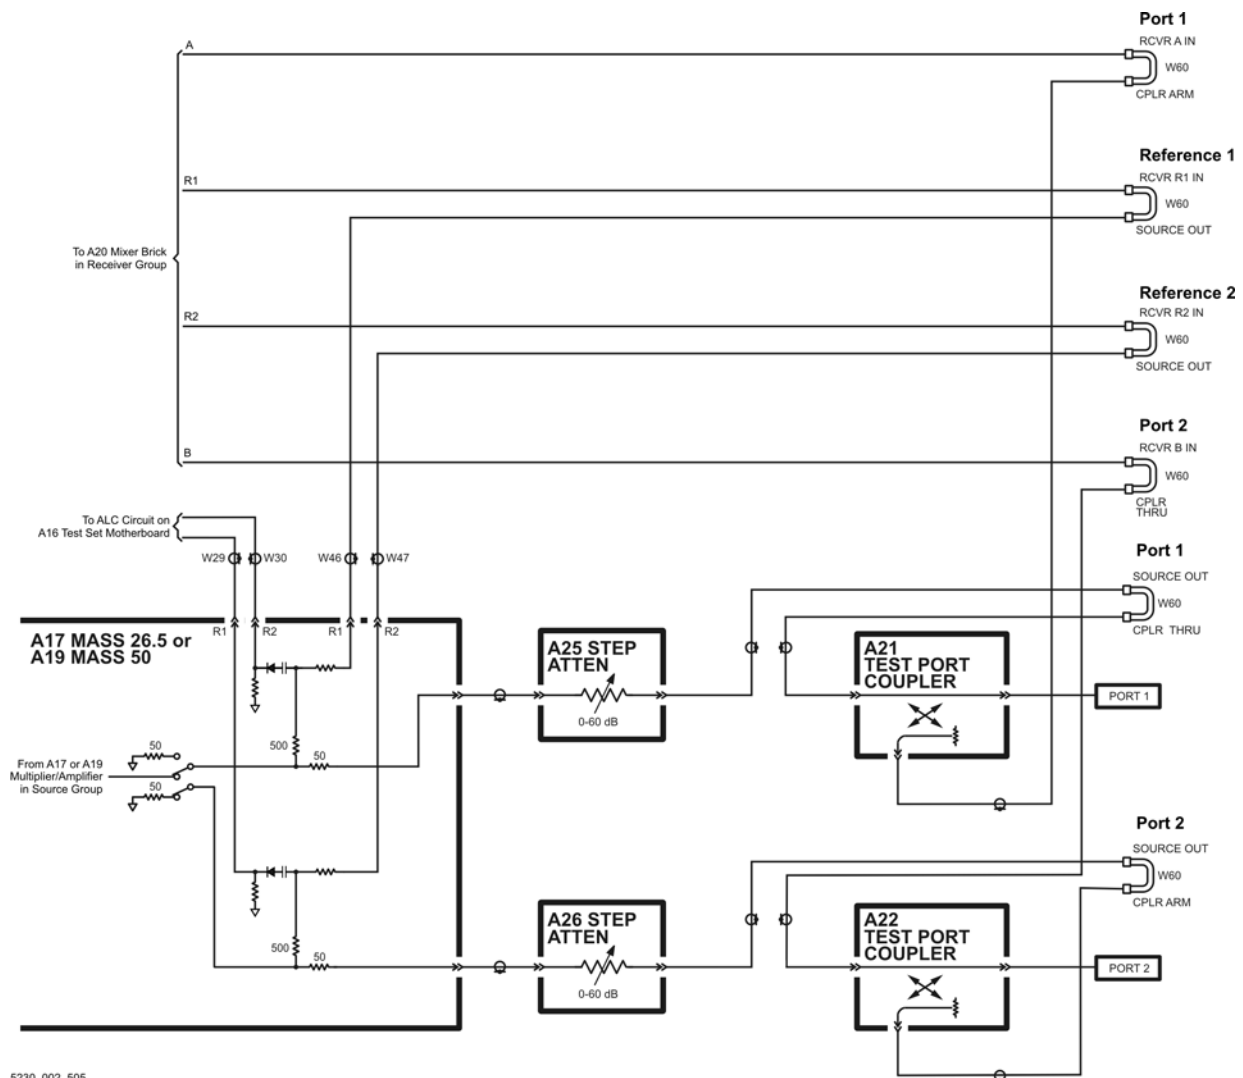 Port 1
A
RCVR A IN
W60
CPLR ARM
Reference 1
R1
RCVR R1 IN
W60
SOURCE OUT
To A20 Mixer Brick
in Receiver Group
Reference 2
R2
RCVR R2 IN
W60
SOURCE OUT
Port 2
B
RCVR B IN
W60
CPLR
THRU
To ALC Circuit on
A16 Test Set Motherboard
W29
W30
W46
W47
Port 1
SOURCE OUT
W60
CPLR THRU
A17 MASS 26.5 or
A19 MASS 50
R1
R2
R1
R2
A25 STEP
ATTEN
0-60 dB
A21
TEST PORT
COUPLER
PORT 1
500
50
50
From A17 or A19
Multiplier/Amplifier
in Source Group
50
Port 2
SOURCE OUT
W60
CPLR ARM
500
50
A26 STEP
ATTEN
0-60 dB
A22
TEST PORT
COUPLER
PORT 2